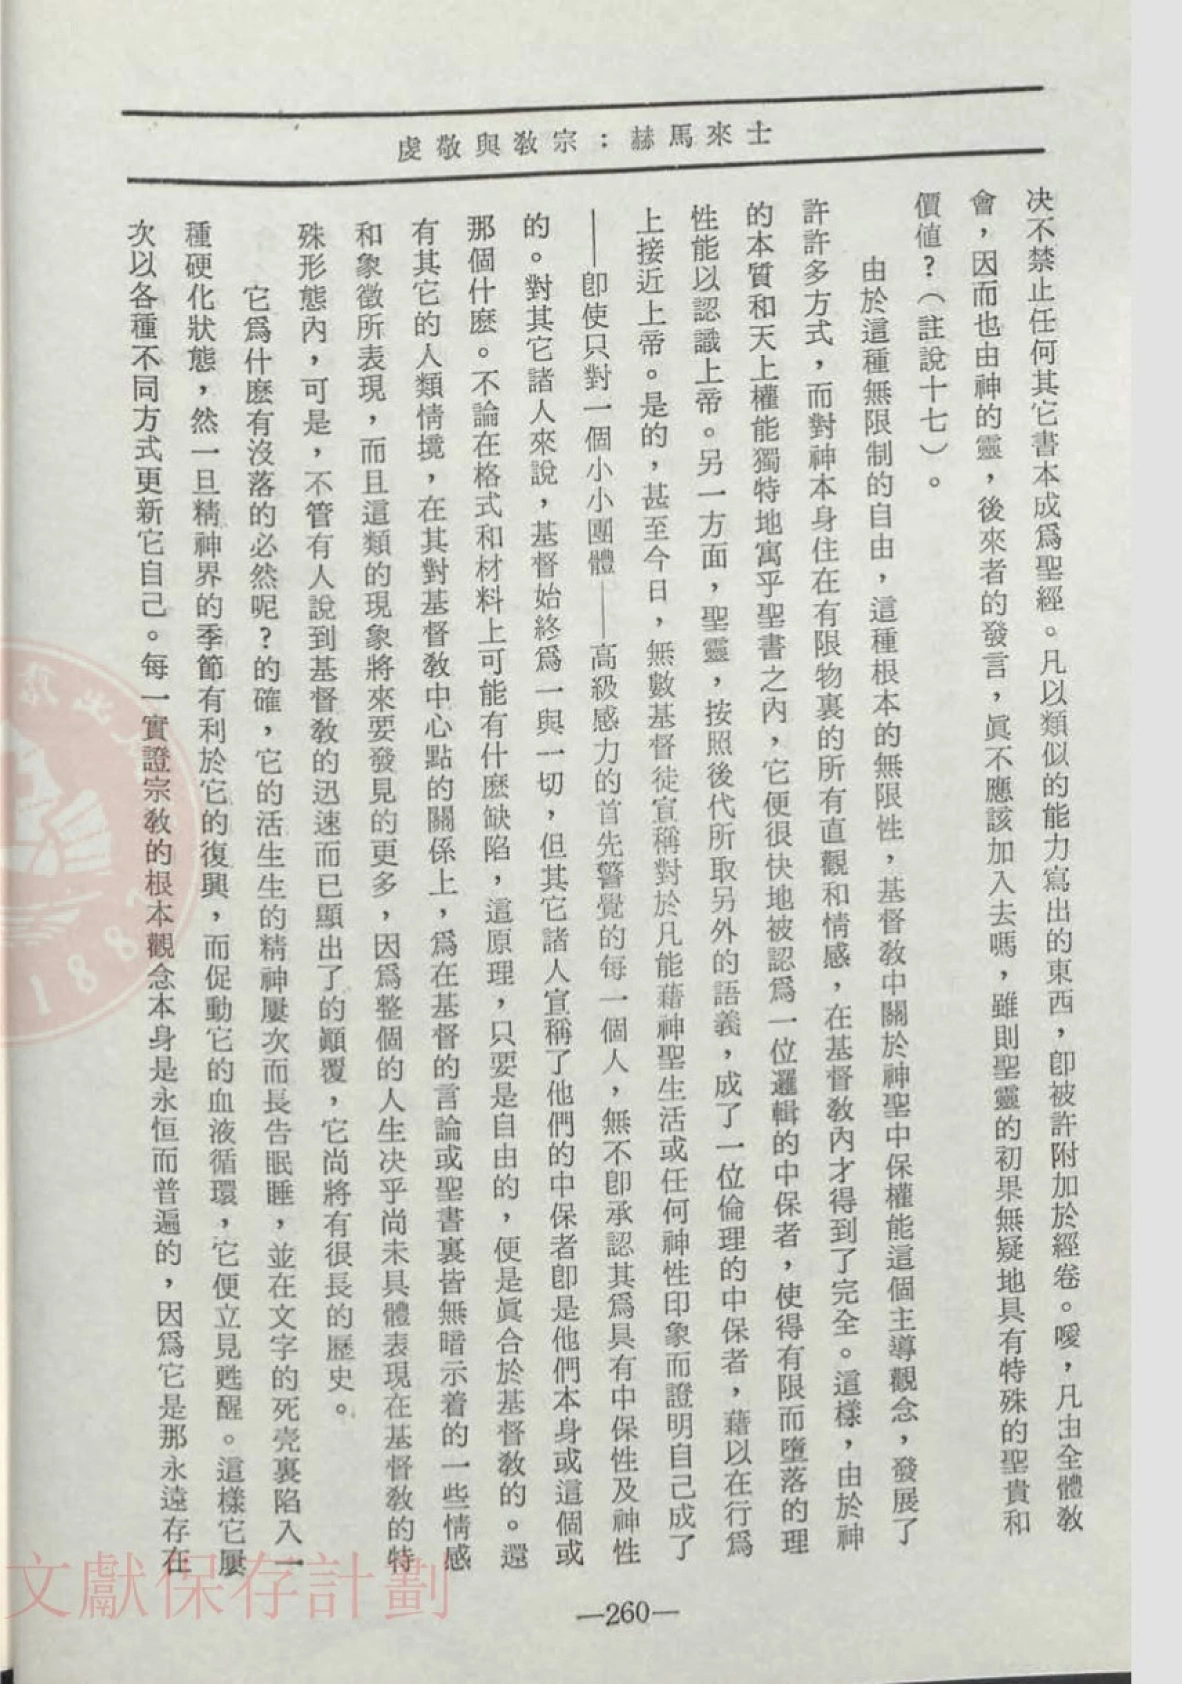 士來馬赫：宗教與敬虔
決不禁止任何其它書本成爲聖經。凡以類似的能力寫出的東西，卽被許附加於經卷。噯，凡由全體教
會，因而也由神的靈，後來者的發言，眞不應該加入去嗎，雖則聖靈的初果無疑地具有特殊的聖貴和
價値？（註說十七）。
由於這種無限制的自由，這種根本的無限性，基督教中關於神聖中保權能這個主導觀念，發展了
許許多方式，而對神本身住在有限物裏的所有直觀和情感，在基督教內才得到了完全。這樣，由於神
的本質和天上權能獨特地寓乎聖書之內，它便很快地被認爲一位邏輯的中保者，使得有限而墮落的理
性能以認識上帝。另一方面，聖靈，按照後代所取另外的語義，成了一位倫理的中保者，藉以在行爲
上接近上帝。是的，甚至今日，無數基督徒宣稱對於凡能藉神聖生活或任何神性印象而證明自己成了
——卽使只對一個小小團體——高級感力的首先警覺的每一個人，無不卽承認其爲具有中保性及神性
的。對其它諸人來說，基督始終爲一與一切，但其它諸人宣稱了他們的中保者卽是他們本身或這個或
那個什麽。不論在格式和材料上可能有什麽缺陷，這原理，只要是自由的，便是眞合於基督教的。還
有其它的人類情境，在其對基督教中心點的關係上，爲在基督的言論或聖書裏皆無暗示着的一些情感
和象徵所表現，而且這類的現象將來要發見的更多，因爲整個的人生決乎尚未具體表現在基督教的特
殊形態內，可是，不管有人說到基督教的迅速而已顯出了的顚覆，它尚將有很長的歷史。
它爲什麽有沒落的必然呢？的確，它的活生生的精神屢次而長告眠睡，並在文字的死壳裏陷入一
種硬化狀態，然一旦精神界的季節有利於它的復興，而促動它的血液循環，它便立見甦醒。這樣它屢
次以各種不同方式更新它自己。每一實證宗教的根本觀念本身是永恒而普遍的，因爲它是那永遠存在
—260—
文獻保存計劃
188